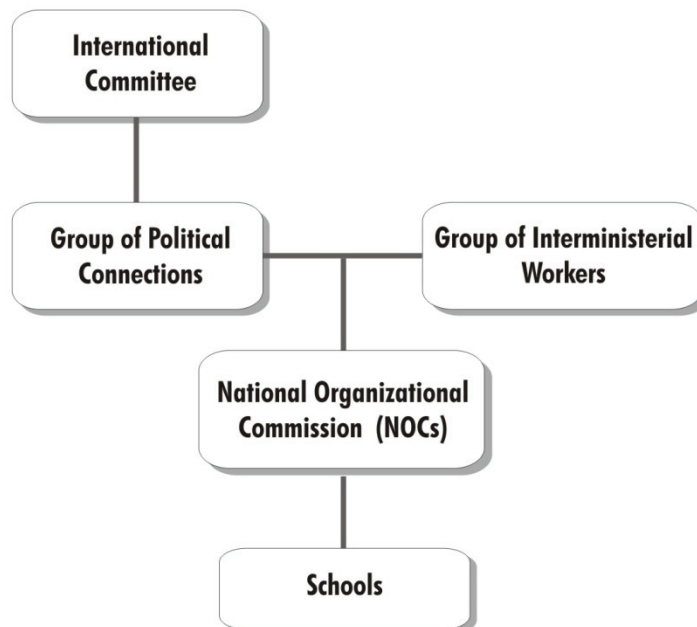 International
Committee
Group of Political
Connections
Group of Interministerial
Workers
National Organizational
Commission (NOCs)
Schools